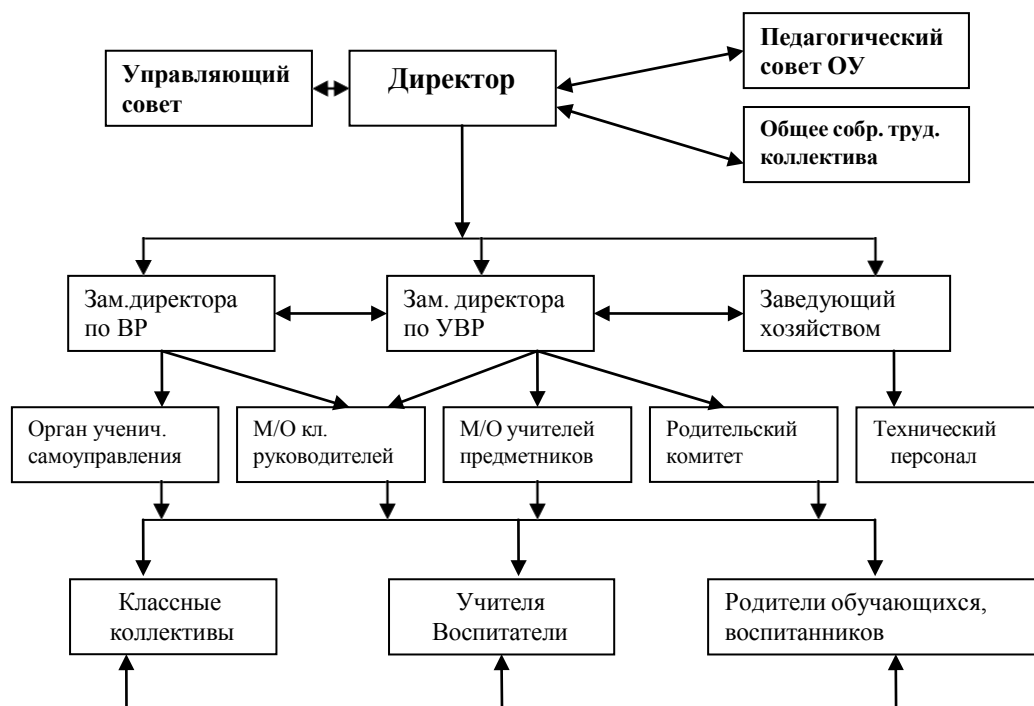 Управляющий
совет
Директор
Педагогический
совет ОУ
Общее собр. труд.
коллектива
Зам.директора
по ВР
Зам. директора
по УВР
Заведующий
хозяйством
Орган ученич.
самоуправления
М/О кл.
руководителей
М/О учителей
предметников
Родительский
комитет
Технический
персонал
Классные
коллективы
Учителя
Воспитатели
Родители обучающихся,
воспитанников